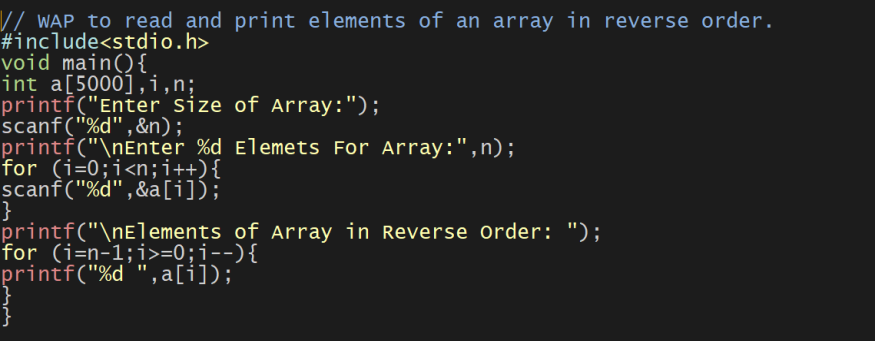 // WAP to read and print elements of an array in reverse order.
#include<stdio.h>
void main(){
int a[5000],i,n;
printf("Enter Size of Array:");
scanf("%d",&n);
printf("\nEnter %d Elemets For Array:",n);
for (i=0;i<n;i++){
scanf("%d",&a[i]);
}
printf("\nElements of Array in Reverse Order: ");
for (i=n-1;i>=0;i--){
printf("%d ",a[i]);
}
}